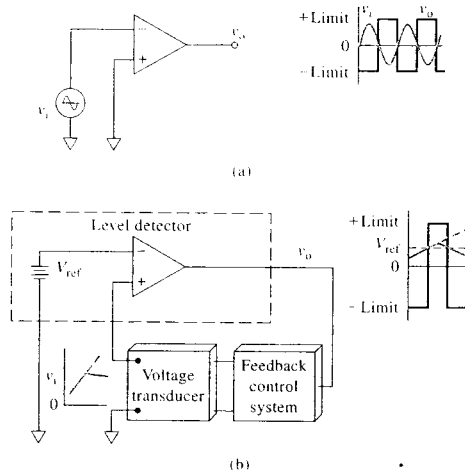 v_o
v_i
+Limit
0
−Limit
v_i
v_o
(a)
Level detector
V_ref
v_o
+Limit
V_ref
0
−Limit
v_i
0
Voltage
transducer
Feedback
control
system
(b)